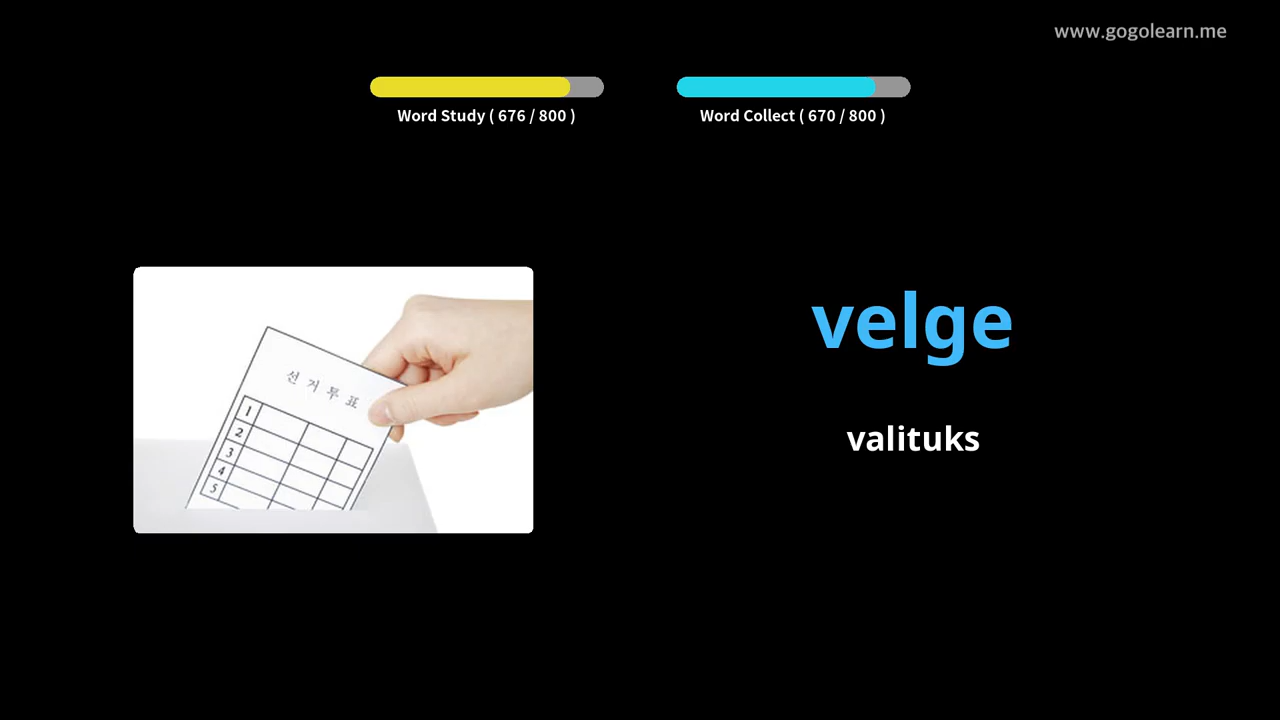 www.gogolearn.me
Word Study ( 676 / 800 )
Word Collect ( 670 / 800 )
velge
valituks
선거투표
1
2
3
4
5